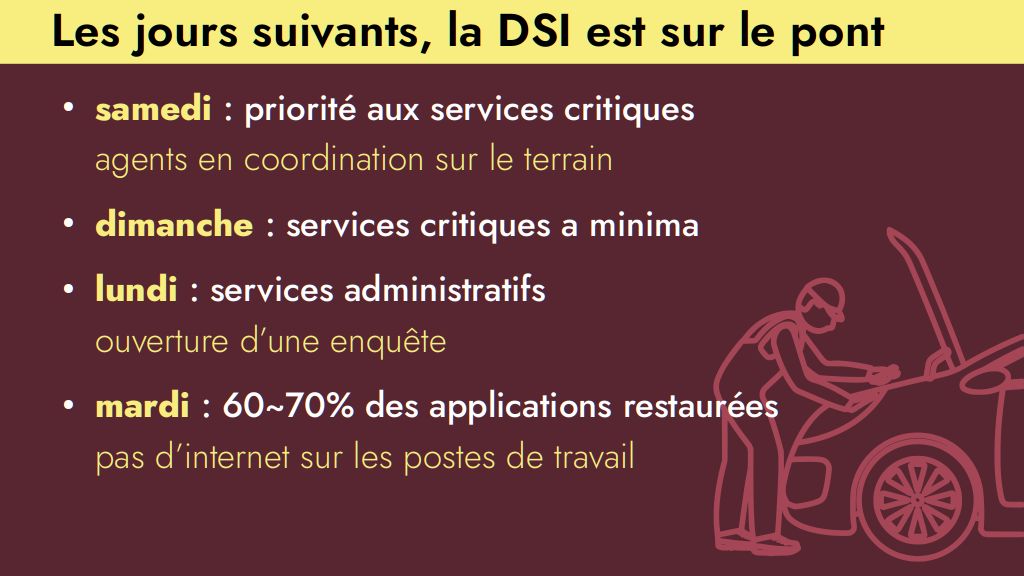 Les jours suivants, la DSI est sur le pont
• samedi : priorité aux services critiques
agents en coordination sur le terrain
• dimanche : services critiques a minima
• lundi : services administratifs
ouverture d’une enquête
• mardi : 60~70% des applications restaurées
pas d’internet sur les postes de travail